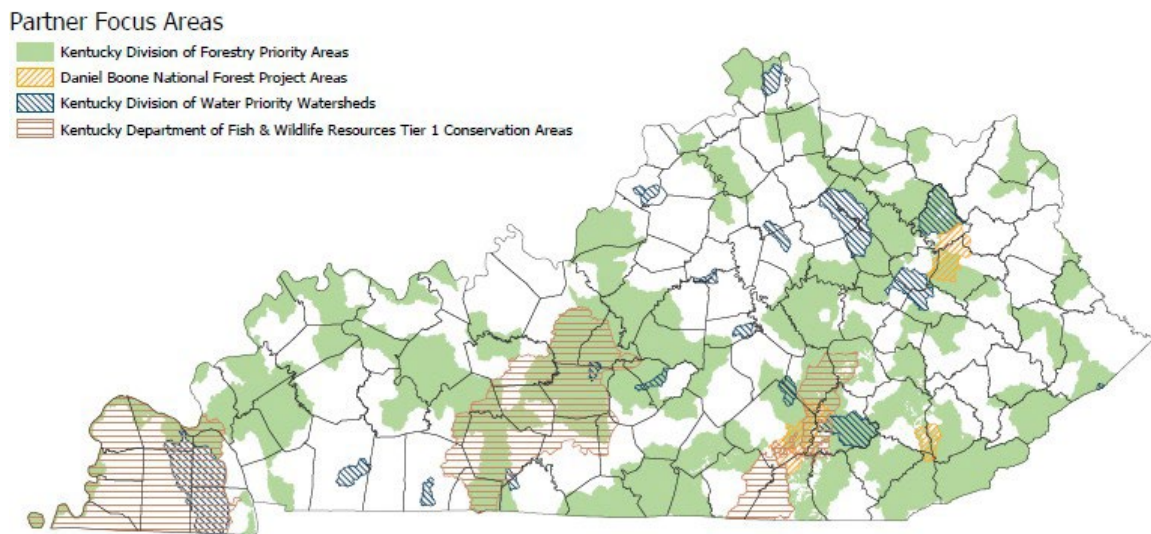 Partner Focus Areas
Kentucky Division of Forestry Priority Areas
Daniel Boone National Forest Project Areas
Kentucky Division of Water Priority Watersheds
Kentucky Department of Fish & Wildlife Resources Tier 1 Conservation Areas